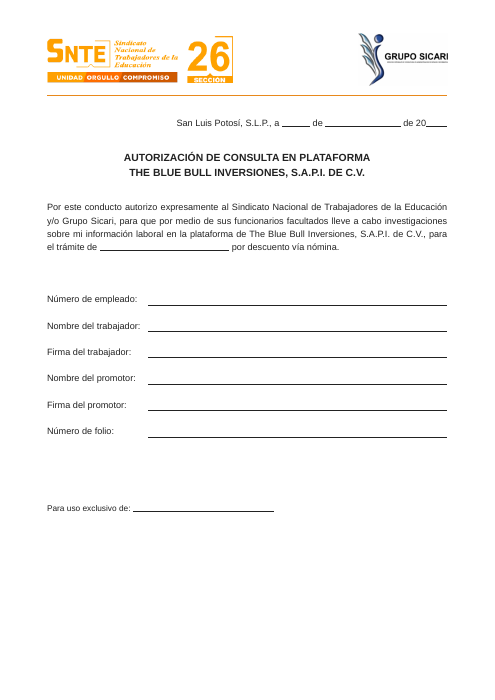 SNTE
Sindicato
Nacional de
Trabajadores de la
Educación
UNIDAD ORGULLO COMPROMISO
26
SECCIÓN
GRUPO SICARI
San Luis Potosí, S.L.P., a _____ de _______________ de 20____
AUTORIZACIÓN DE CONSULTA EN PLATAFORMA
THE BLUE BULL INVERSIONES, S.A.P.I. DE C.V.
Por este conducto autorizo expresamente al Sindicato Nacional de Trabajadores de la Educación
y/o Grupo Sicari, para que por medio de sus funcionarios facultados lleve a cabo investigaciones
sobre mi información laboral en la plataforma de The Blue Bull Inversiones, S.A.P.I. de C.V., para
el trámite de __________________________ por descuento vía nómina.
Número de empleado:
Nombre del trabajador:
Firma del trabajador:
Nombre del promotor:
Firma del promotor:
Número de folio:
Para uso exclusivo de: ____________________________